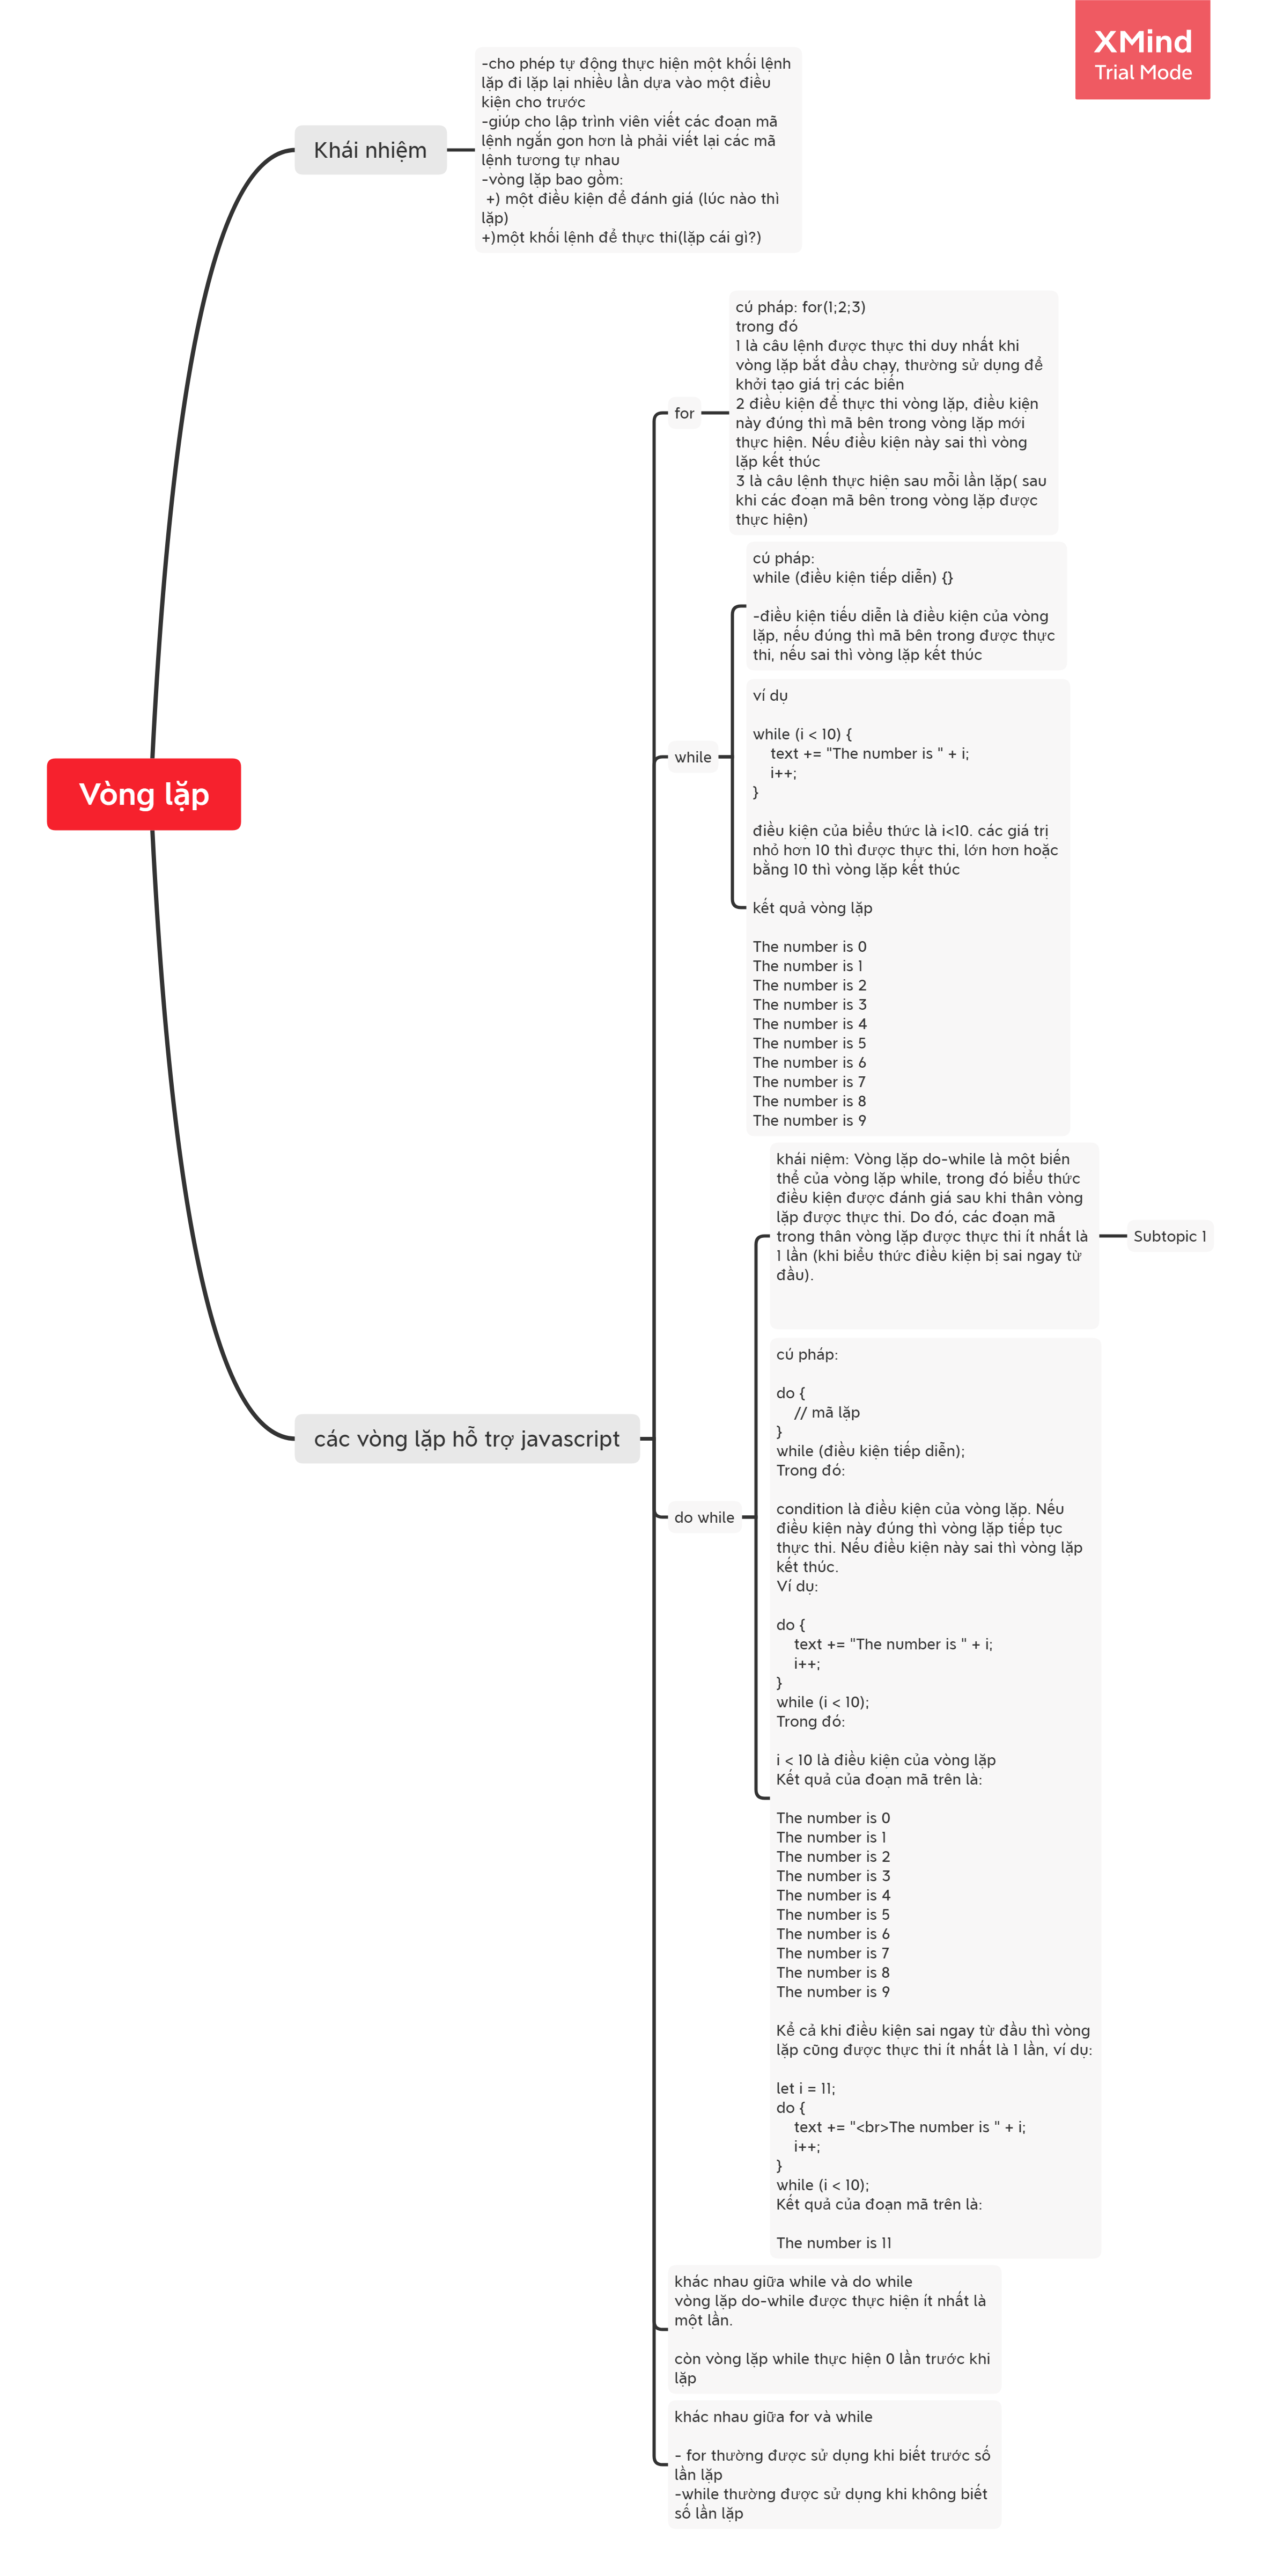 XMind
Trial Mode
-cho phép tự động thực hiện một khối lệnh
lặp đi lặp lại nhiều lần dựa vào một điều
kiện cho trước
-giúp cho lập trình viên viết các đoạn mã
lệnh ngắn gon hơn là phải viết lại các mã
lệnh tương tự nhau
-vòng lặp bao gồm:
+) một điều kiện để đánh giá (lúc nào thì
lặp)
+)một khối lệnh để thực thi(lặp cái gì?)
Khái nhiệm
cú pháp: for(1;2;3)
trong đó
1 là câu lệnh được thực thi duy nhất khi
vòng lặp bắt đầu chạy, thường sử dụng để
khởi tạo giá trị các biến
2 điều kiện để thực thi vòng lặp, điều kiện
này đúng thì mã bên trong vòng lặp mới
thực hiện. Nếu điều kiện này sai thì vòng
lặp kết thúc
3 là câu lệnh thực hiện sau mỗi lần lặp( sau
khi các đoạn mã bên trong vòng lặp được
thực hiện)
for
cú pháp:
while (điều kiện tiếp diễn) {}
-điều kiện tiếu diễn là điều kiện của vòng
lặp, nếu đúng thì mã bên trong được thực
thi, nếu sai thì vòng lặp kết thúc
while
ví dụ
while (i < 10) {
text += "The number is " + i;
i++;
}
điều kiện của biểu thức là i<10. các giá trị
nhỏ hơn 10 thì được thực thi, lớn hơn hoặc
bằng 10 thì vòng lặp kết thúc
kết quả vòng lặp
The number is 0
The number is 1
The number is 2
The number is 3
The number is 4
The number is 5
The number is 6
The number is 7
The number is 8
The number is 9
Vòng lặp
khái niệm: Vòng lặp do-while là một biến
thể của vòng lặp while, trong đó biểu thức
điều kiện được đánh giá sau khi thân vòng
lặp được thực thi. Do đó, các đoạn mã
trong thân vòng lặp được thực thi ít nhất là
1 lần (khi biểu thức điều kiện bị sai ngay từ
đầu).
Subtopic 1
các vòng lặp hỗ trợ javascript
do while
cú pháp:
do {
// mã lặp
}
while (điều kiện tiếp diễn);
Trong đó:
condition là điều kiện của vòng lặp. Nếu
điều kiện này đúng thì vòng lặp tiếp tục
thực thi. Nếu điều kiện này sai thì vòng lặp
kết thúc.
Ví dụ:
do {
text += "The number is " + i;
i++;
}
while (i < 10);
Trong đó:
i < 10 là điều kiện của vòng lặp
Kết quả của đoạn mã trên là:
The number is 0
The number is 1
The number is 2
The number is 3
The number is 4
The number is 5
The number is 6
The number is 7
The number is 8
The number is 9
Kể cả khi điều kiện sai ngay từ đầu thì vòng
lặp cũng được thực thi ít nhất là 1 lần, ví dụ:
let i = 11;
do {
text += "<br>The number is " + i;
i++;
}
while (i < 10);
Kết quả của đoạn mã trên là:
The number is 11
khác nhau giữa while và do while
vòng lặp do-while được thực hiện ít nhất là
một lần.
còn vòng lặp while thực hiện 0 lần trước khi
lặp
khác nhau giữa for và while
- for thường được sử dụng khi biết trước số
lần lặp
-while thường được sử dụng khi không biết
số lần lặp